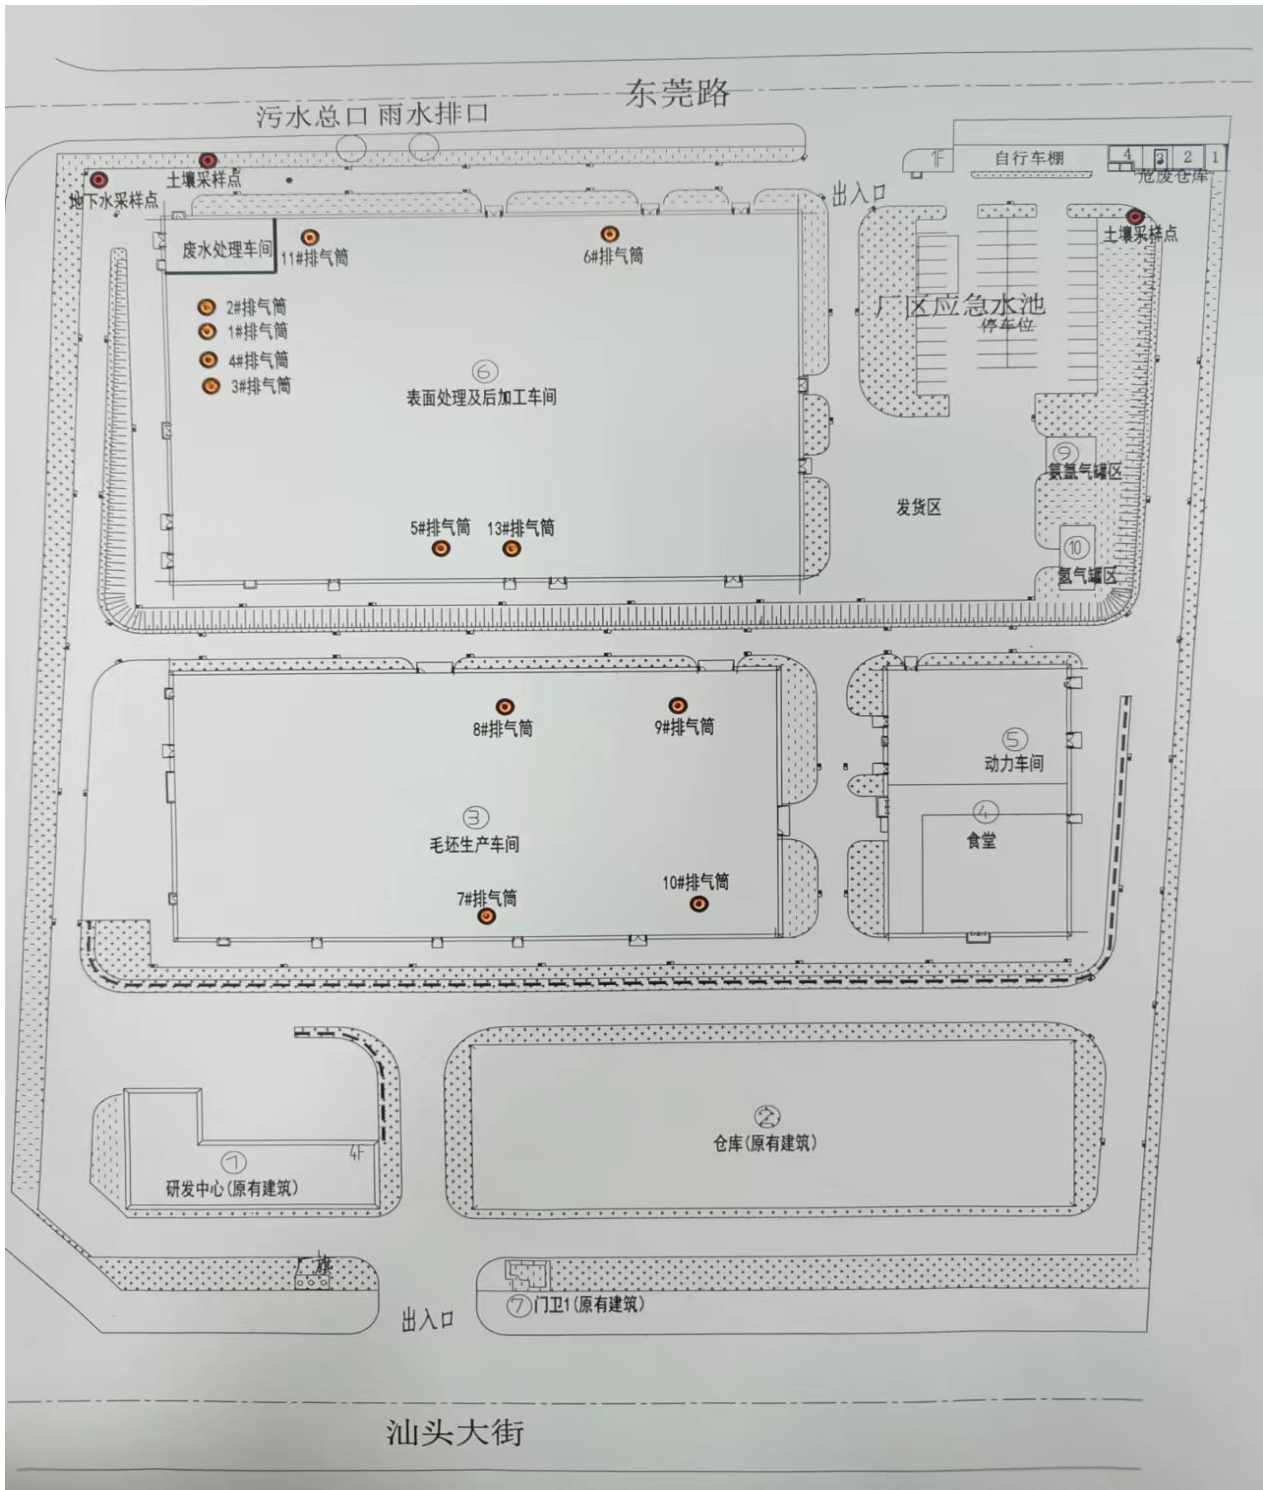 东莞路
污水总口 雨水排口
1F
自行车棚
4 3 2 1
危废仓库
土壤采样点
地下水采样点
出入口
土壤采样点
废水处理车间
11#排气筒
6#排气筒
2#排气筒
1#排气筒
4#排气筒
3#排气筒
厂区应急水池
停车位
⑥
表面处理及后加工车间
⑨
氨氩气罐区
发货区
5#排气筒
13#排气筒
⑩
氢气罐区
8#排气筒
9#排气筒
⑤
动力车间
③
毛坯生产车间
④
食堂
7#排气筒
10#排气筒
②
仓库(原有建筑)
4F
①
研发中心(原有建筑)
厂旗
⑦门卫1(原有建筑)
出入口
汕头大街